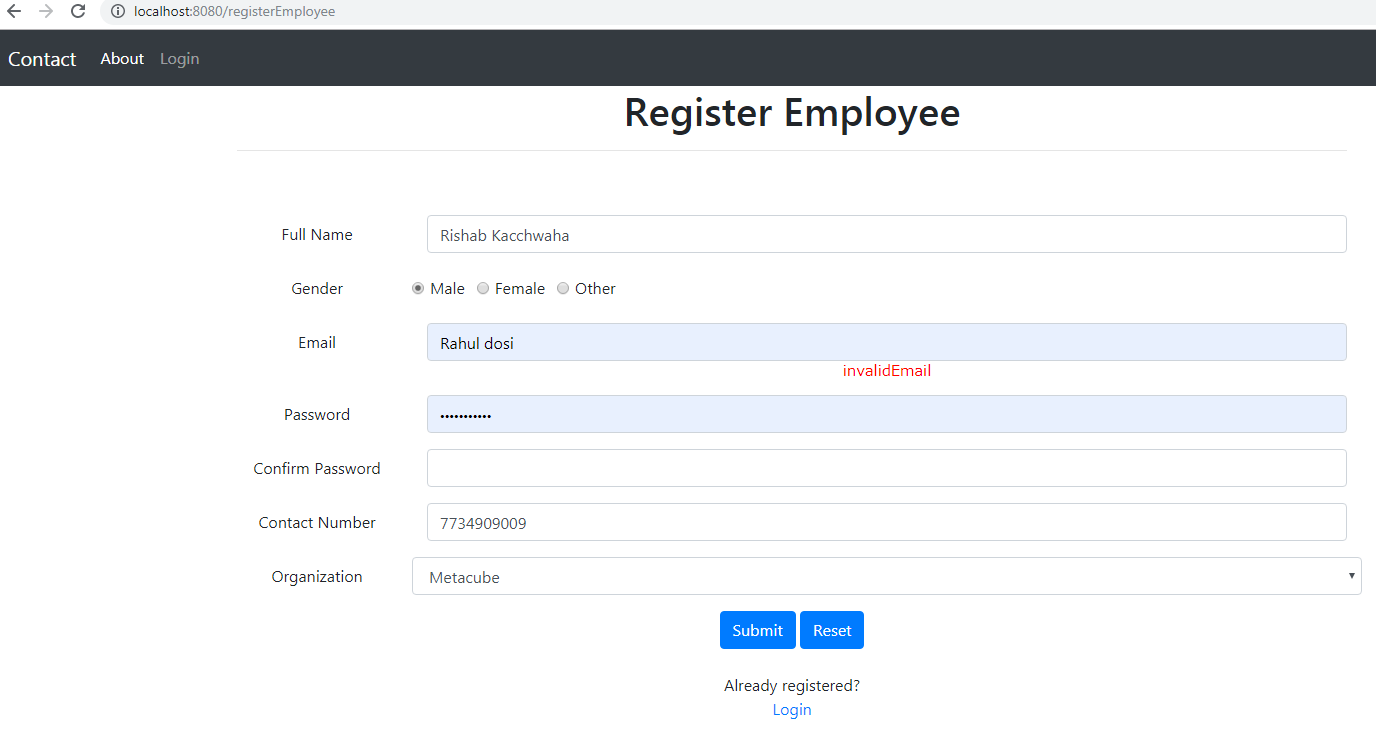 localhost:8080/registerEmployee
Contact About Login
Register Employee
Full Name Rishab Kacchwaha
Gender Male Female Other
Email Rahul dosi
invalidEmail
Password •••••••••••
Confirm Password
Contact Number 7734909009
Organization Metacube
Submit Reset
Already registered?
Login